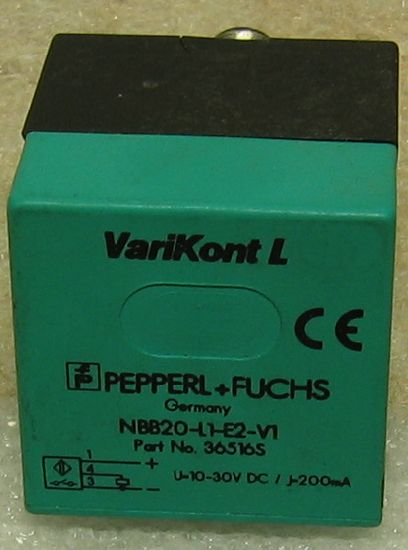 VariKont L
CE
PEPPERL+FUCHS
Germany
NBB20-L1-E2-V1
Part No. 36516S
1 +
4
3 -
U=10-30V DC / J=200mA